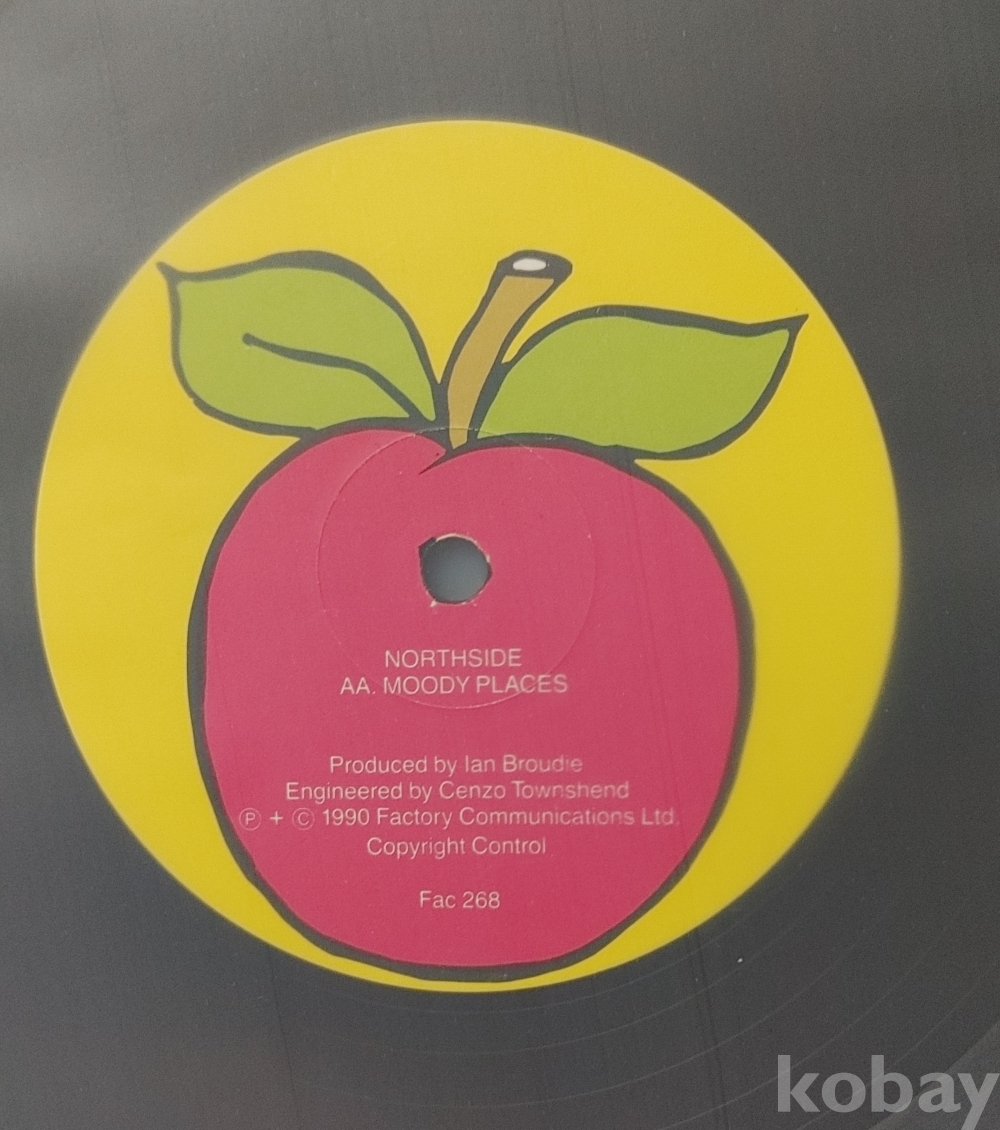 NORTHSIDE
AA. MOODY PLACES
Produced by Ian Broudie
Engineered by Cenzo Townshend
Ⓟ + © 1990 Factory Communications Ltd.
Copyright Control
Fac 268
kobay